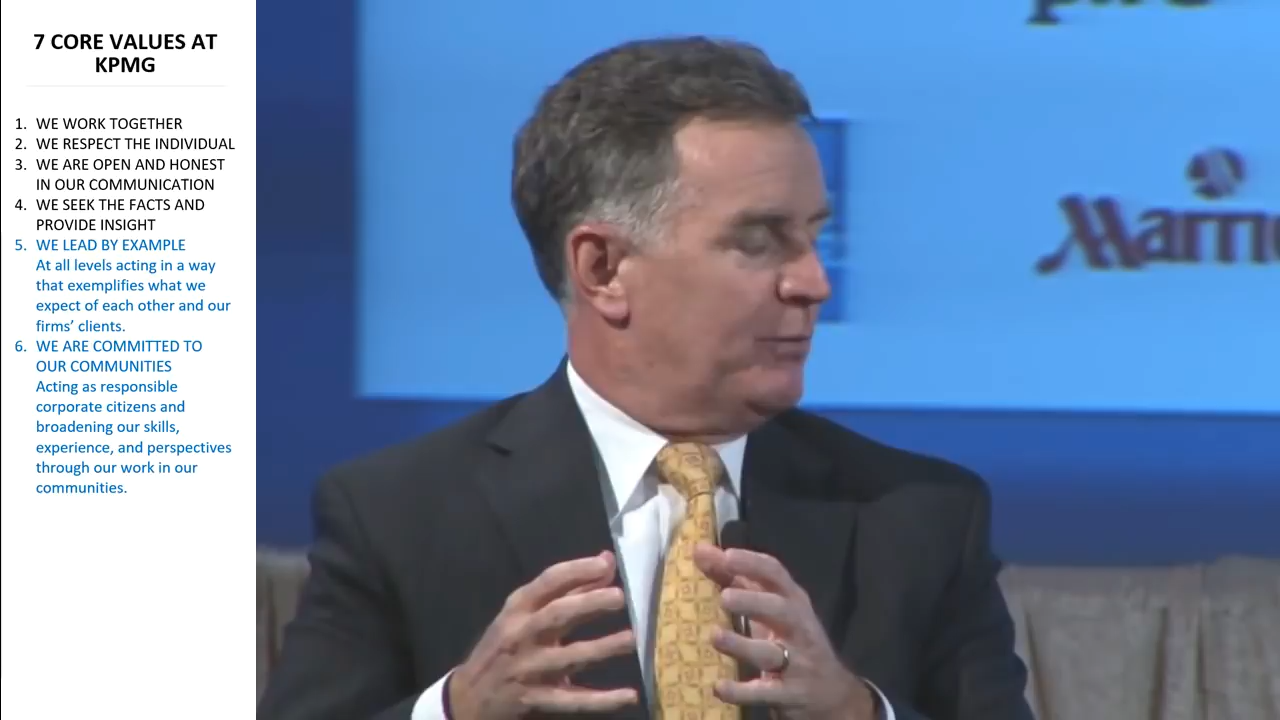 7 CORE VALUES AT
KPMG
1. WE WORK TOGETHER
2. WE RESPECT THE INDIVIDUAL
3. WE ARE OPEN AND HONEST
IN OUR COMMUNICATION
4. WE SEEK THE FACTS AND
PROVIDE INSIGHT
5. WE LEAD BY EXAMPLE
At all levels acting in a way
that exemplifies what we
expect of each other and our
firms’ clients.
6. WE ARE COMMITTED TO
OUR COMMUNITIES
Acting as responsible
corporate citizens and
broadening our skills,
experience, and perspectives
through our work in our
communities.